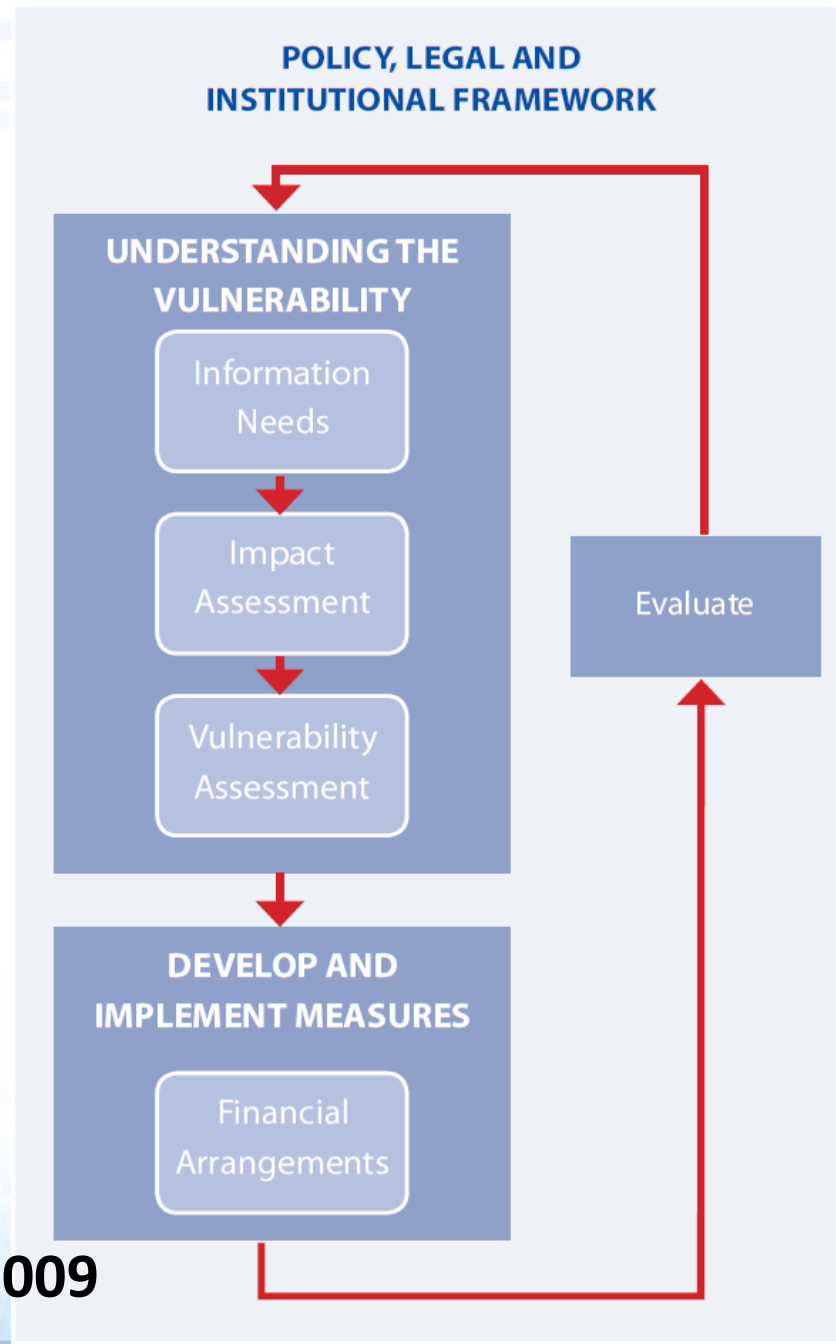 POLICY, LEGAL AND
INSTITUTIONAL FRAMEWORK
UNDERSTANDING THE
VULNERABILITY
Information
Needs
Impact
Assessment
Vulnerability
Assessment
Evaluate
DEVELOP AND
IMPLEMENT MEASURES
Financial
Arrangements
009